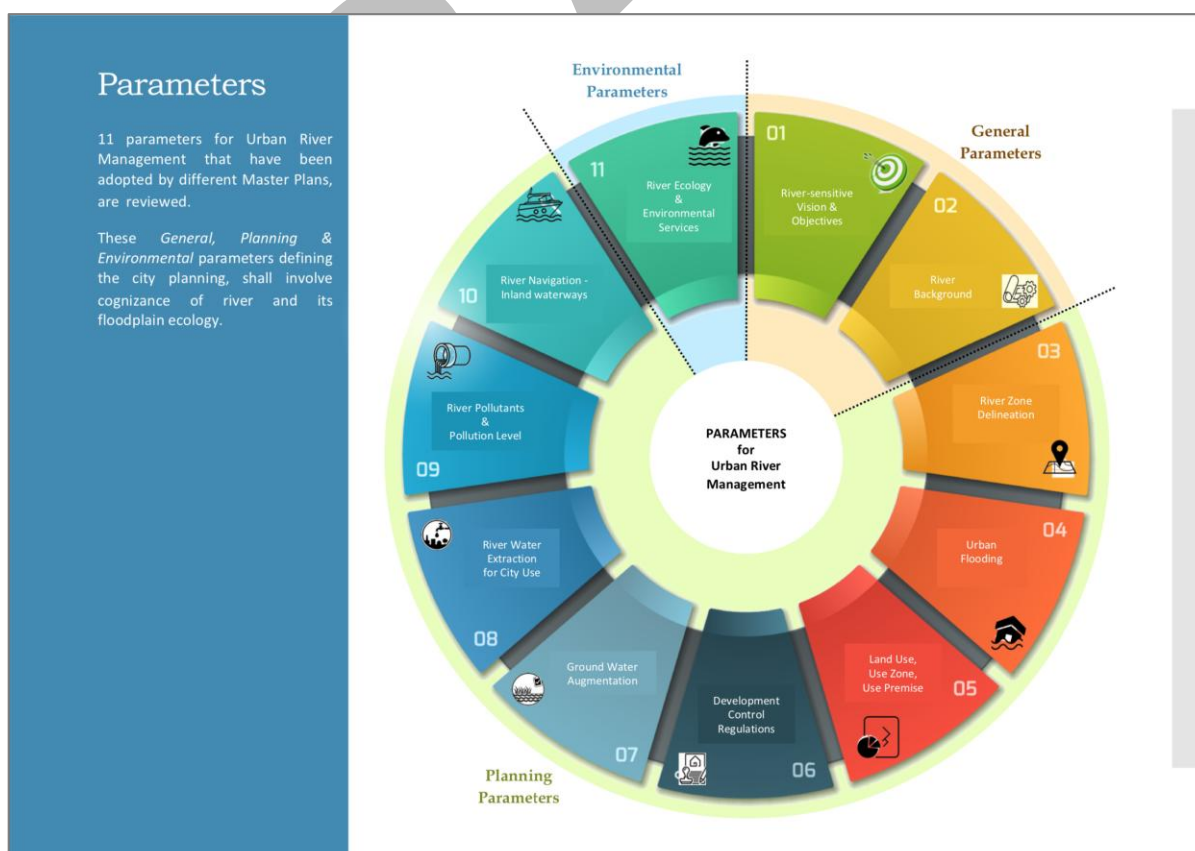 Parameters
11 parameters for Urban River
Management that have been
adopted by different Master Plans,
are reviewed.
These General, Planning &
Environmental parameters defining
the city planning, shall involve
cognizance of river and its
floodplain ecology.
Environmental
Parameters
General
Parameters
01
River-sensitive
Vision &
Objectives
02
River
Background
03
River Zone
Delineation
04
Urban
Flooding
Land Use,
Use Zone,
Use Premise
05
Development
Control
Regulations
06
Ground Water
Augmentation
07
River Water
Extraction
for City Use
08
River Pollutants
&
Pollution Level
09
River Navigation -
Inland waterways
10
11
River Ecology
&
Environmental
Services
PARAMETERS
for
Urban River
Management
Planning
Parameters